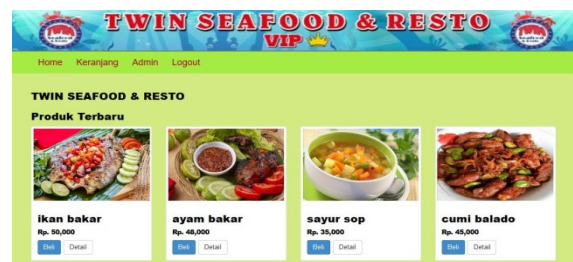 TWIN SEAFOOD & RESTO
VIP
Home Keranjang Admin Logout
TWIN SEAFOOD & RESTO
Produk Terbaru
ikan bakar
Rp. 50,000
Beli Detail
ayam bakar
Rp. 48,000
Beli Detail
sayur sop
Rp. 35,000
Beli Detail
cumi balado
Rp. 45,000
Beli Detail